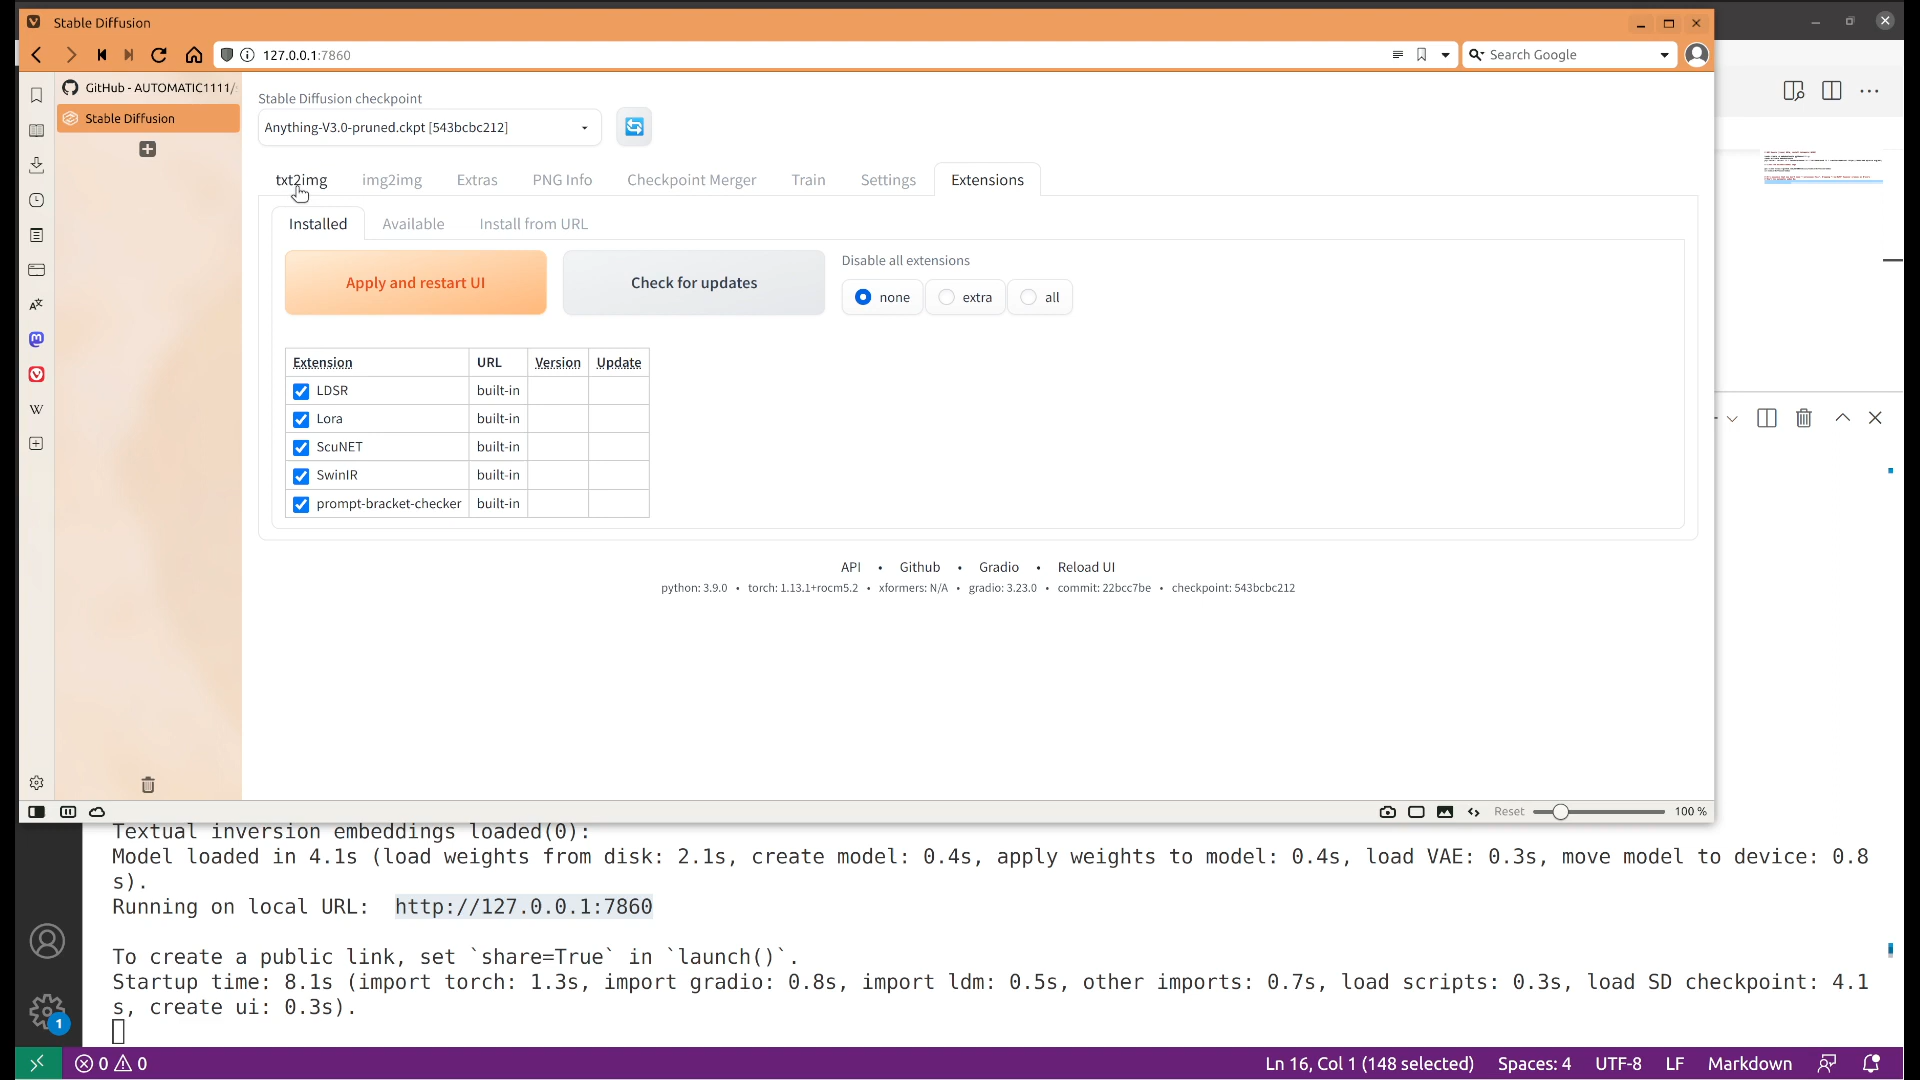 Stable Diffusion
127.0.0.1:7860
Search Google
GitHub - AUTOMATIC1111/
Stable Diffusion
Stable Diffusion checkpoint
Anything-V3.0-pruned.ckpt [543bcbc212]
txt2img img2img Extras PNG Info Checkpoint Merger Train Settings Extensions
Installed Available Install from URL
Apply and restart UI
Check for updates
Disable all extensions
none extra all
Extension URL Version Update
LDSR built-in
Lora built-in
ScuNET built-in
SwinIR built-in
prompt-bracket-checker built-in
API • Github • Gradio • Reload UI
python: 3.9.0 • torch: 1.13.1+rocm5.2 • xformers: N/A • gradio: 3.23.0 • commit: 22bcc7be • checkpoint: 543bcbc212
Reset 100 %
Textual inversion embeddings loaded(0):
Model loaded in 4.1s (load weights from disk: 2.1s, create model: 0.4s, apply weights to model: 0.4s, load VAE: 0.3s, move model to device: 0.8
s).
Running on local URL:  http://127.0.0.1:7860
To create a public link, set `share=True` in `launch()`.
Startup time: 8.1s (import torch: 1.3s, import gradio: 0.8s, import ldm: 0.5s, other imports: 0.7s, load scripts: 0.3s, load SD checkpoint: 4.1
s, create ui: 0.3s).
1
0 0 Ln 16, Col 1 (148 selected) Spaces: 4 UTF-8 LF Markdown